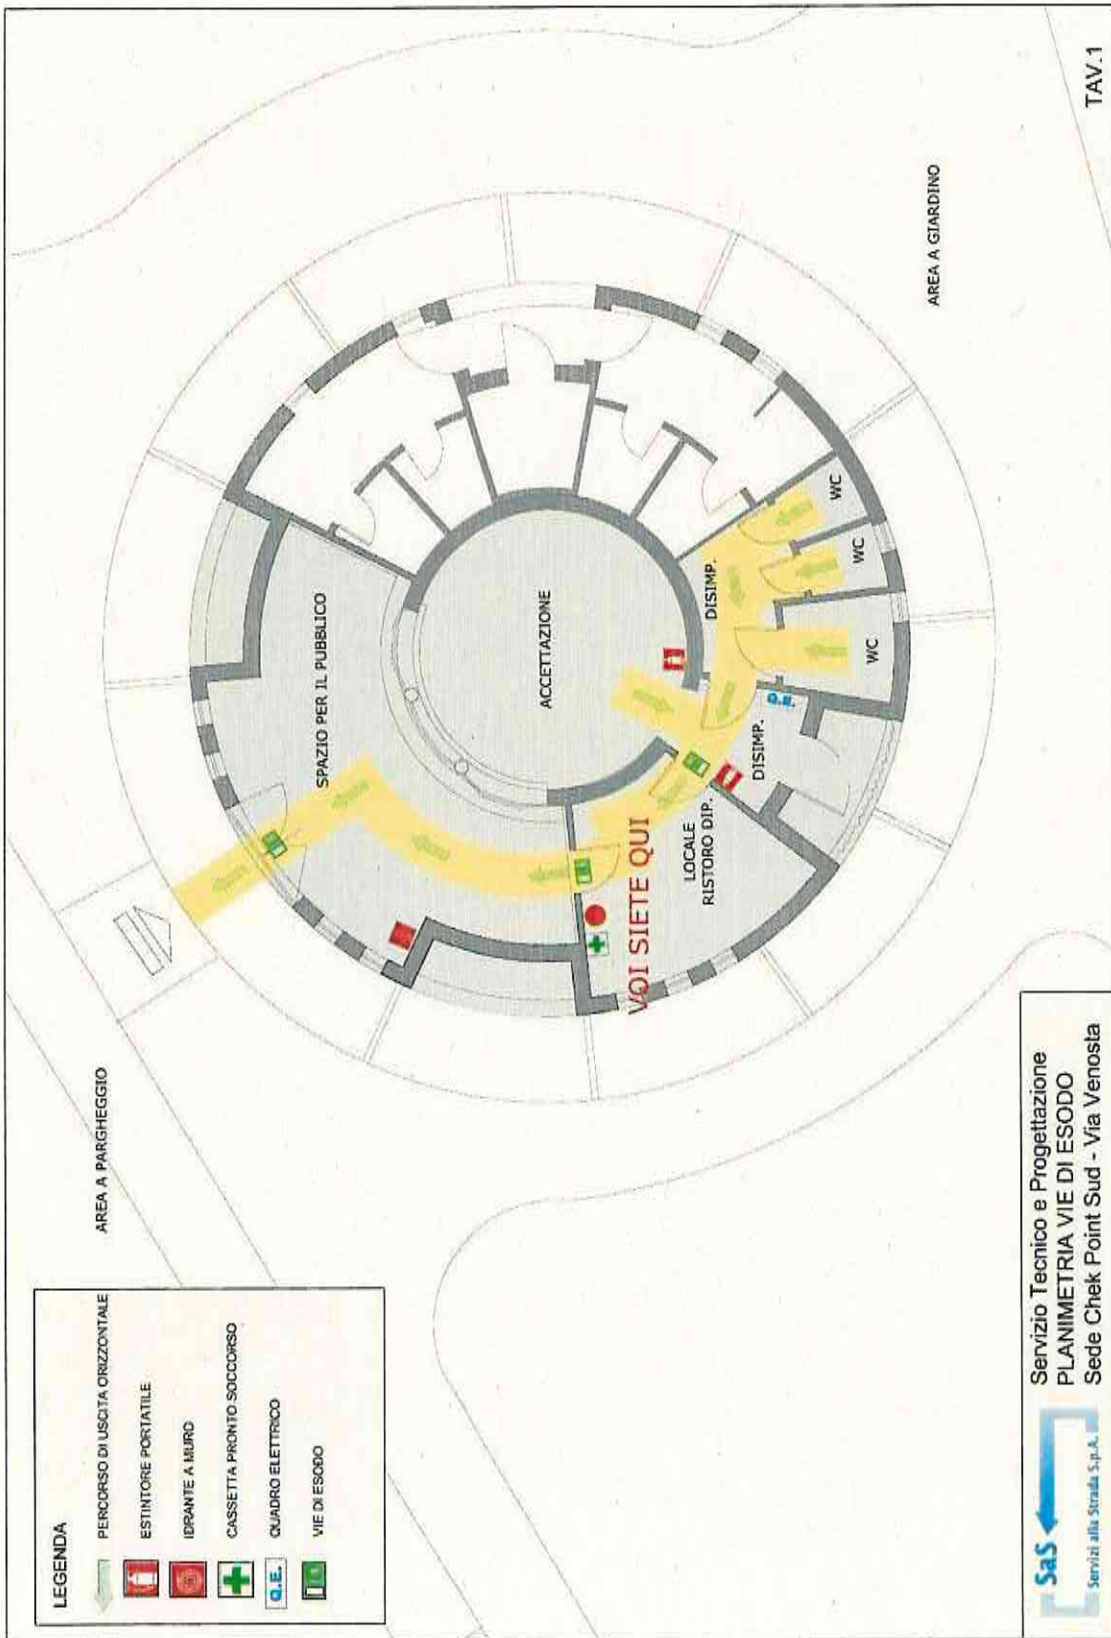 LEGENDA
PERCORSO DI USCITA ORIZZONTALE
ESTINTORE PORTATILE
IDRANTE A MURO
CASSETTA PRONTO SOCCORSO
Q.E. QUADRO ELETTRICO
VIE DI ESODO
AREA A PARGHEGGIO
SPAZIO PER IL PUBBLICO
ACCETTAZIONE
VOI SIETE QUI
LOCALE
RISTORO DIP.
DISIMP.
Q.E.
DISIMP.
WC
WC
WC
AREA A GIARDINO
SaS
Servizi alla Strada S.p.A.
Servizio Tecnico e Progettazione
PLANIMETRIA VIE DI ESODO
Sede Chek Point Sud - Via Venosta
TAV.1